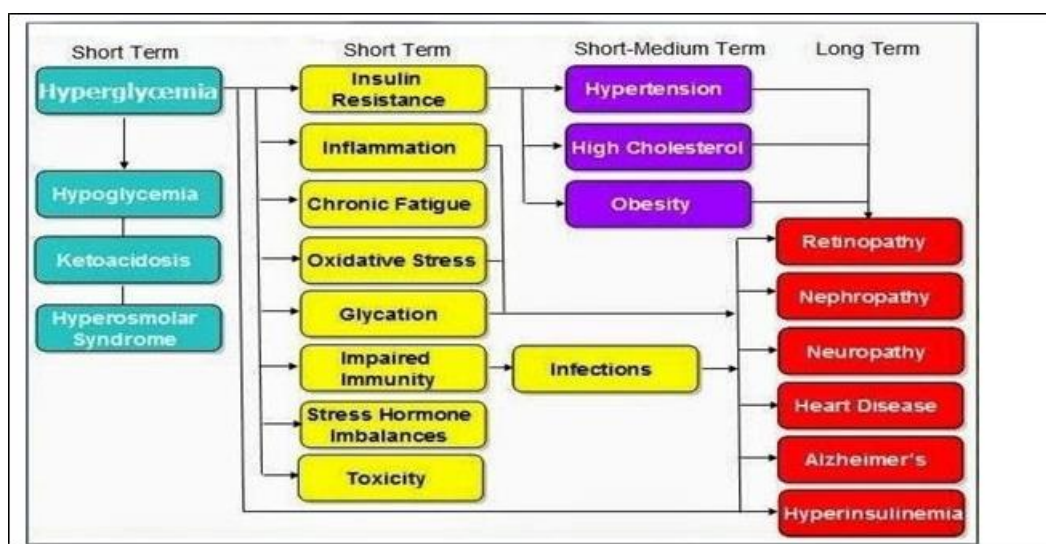 Short Term
Short Term
Short-Medium Term
Long Term
Hyperglycemia
Hypoglycemia
Ketoacidosis
Hyperosmolar
Syndrome
Insulin
Resistance
Inflammation
Chronic Fatigue
Oxidative Stress
Glycation
Impaired
Immunity
Stress Hormone
Imbalances
Toxicity
Infections
Hypertension
High Cholesterol
Obesity
Retinopathy
Nephropathy
Neuropathy
Heart Disease
Alzheimer's
Hyperinsulinemia